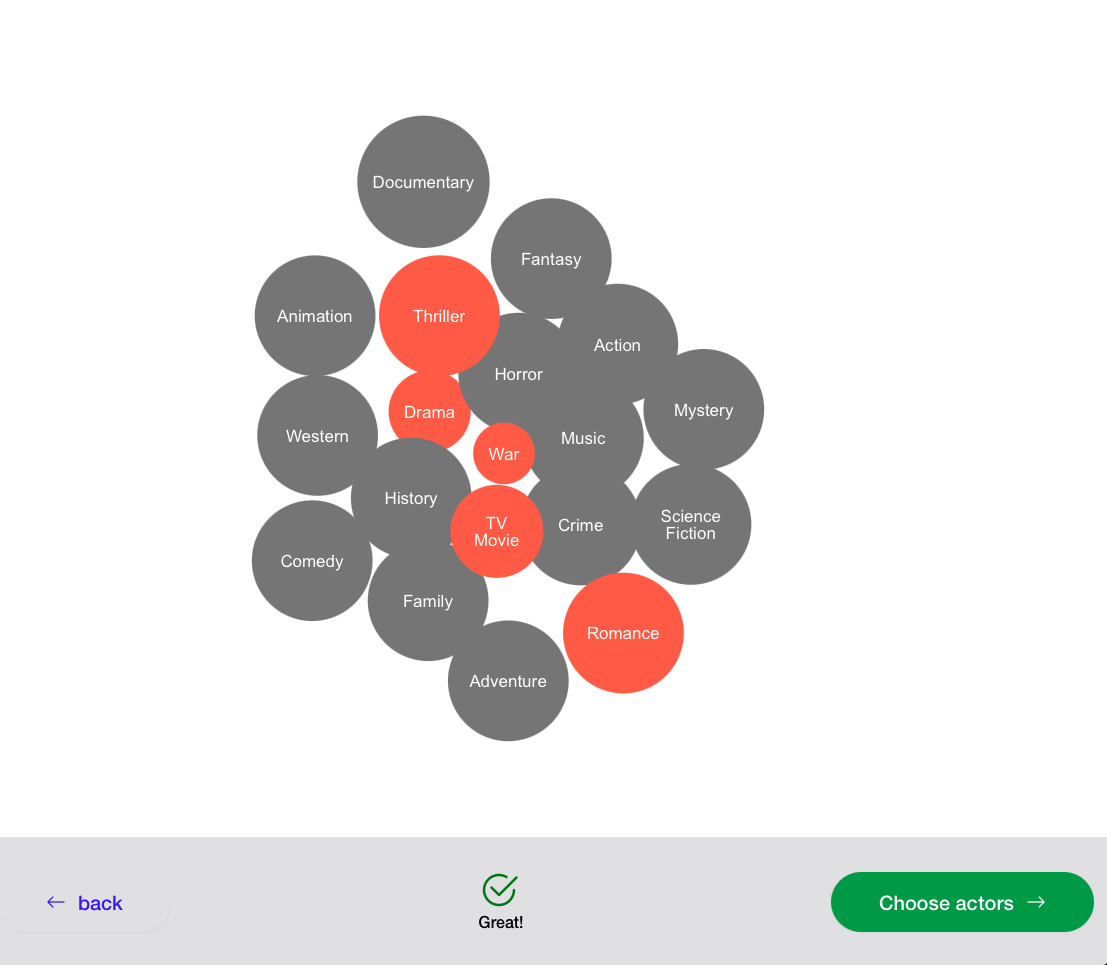 Documentary
Fantasy
Animation
Thriller
Action
Horror
Mystery
Drama
Western
Music
War
History
Science
Fiction
TV
Movie
Crime
Comedy
Family
Romance
Adventure
back
Great!
Choose actors